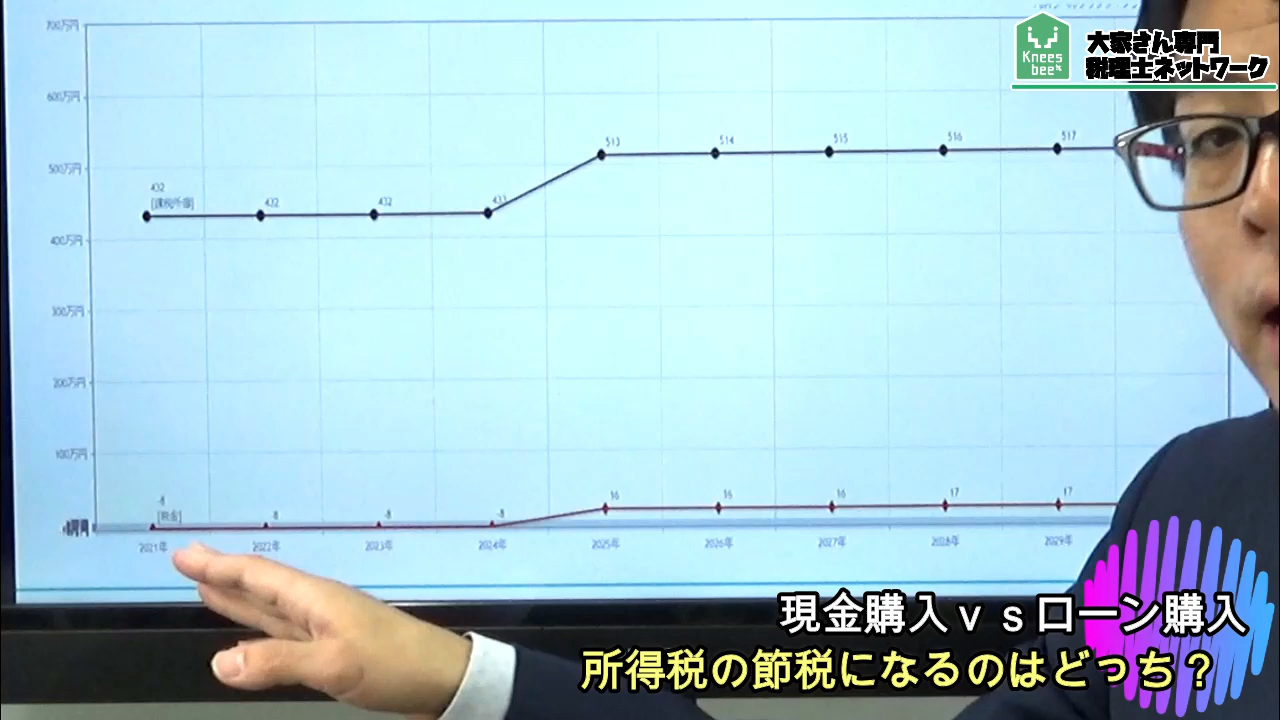 Knees
bee
大家さん専門
税理士ネットワーク
700万円
600万円
513
514
515
516
517
500万円
432
[課税所得]
432
432
433
400万円
300万円
200万円
100万円
-8
[税金]
-8
-8
-8
16
16
16
17
17
2021年
2022年
2023年
2024年
2025年
2026年
2027年
2028年
2029年
現金購入ｖｓローン購入
所得税の節税になるのはどっち？